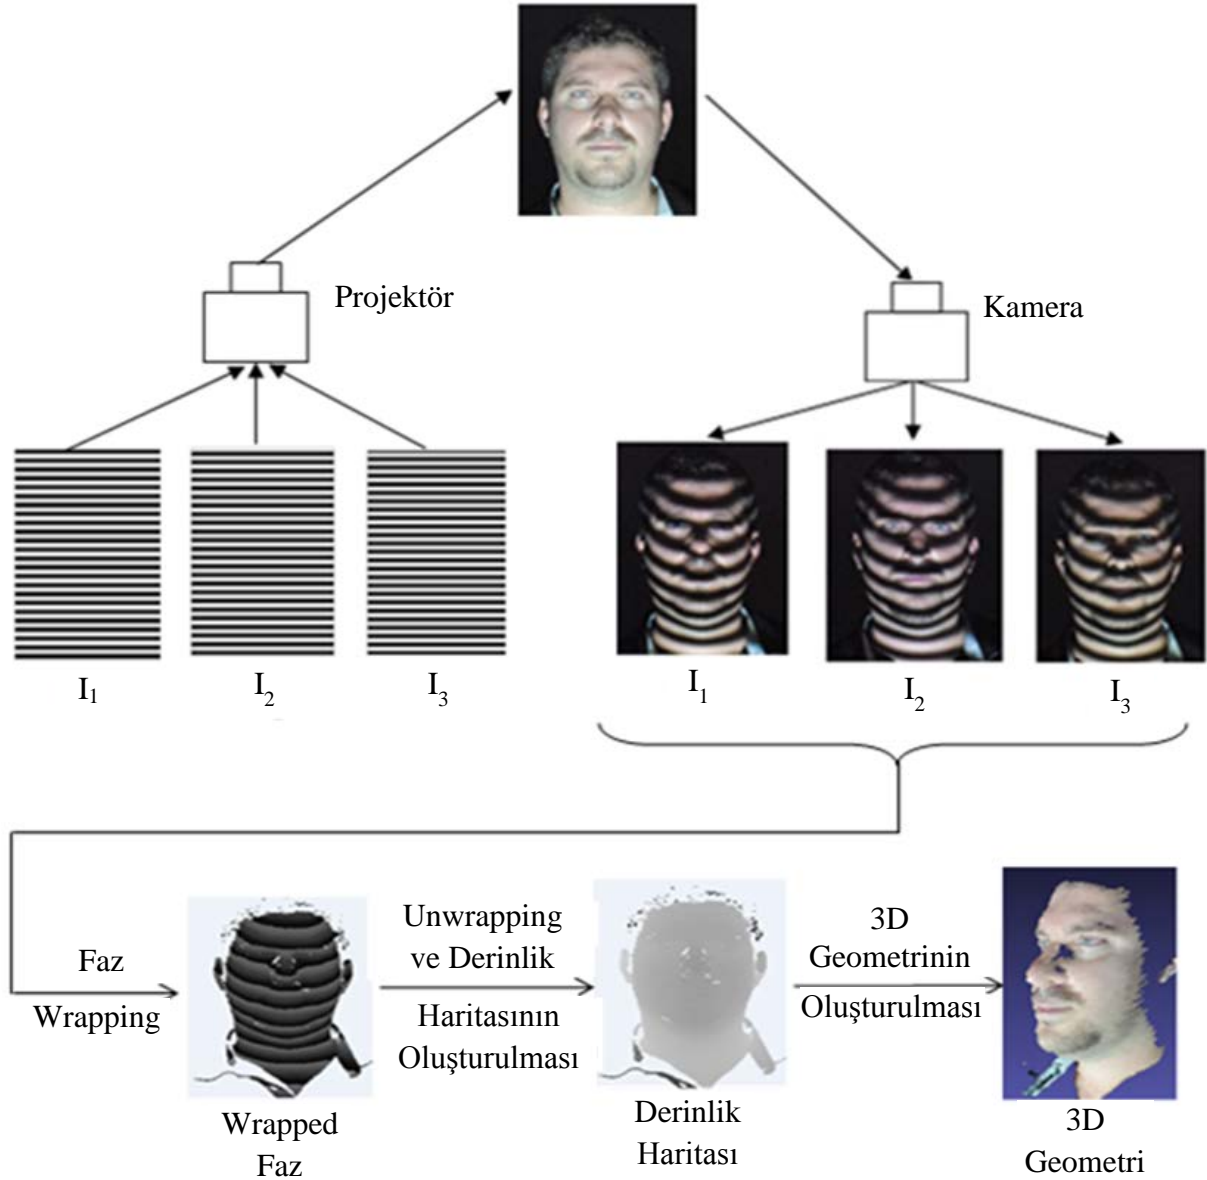 Projektör
Kamera
I₁
I₂
I₃
I₁
I₂
I₃
Faz
Wrapping
Unwrapping
ve Derinlik
Haritasının
Oluşturulması
3D
Geometrinin
Oluşturulması
Wrapped
Faz
Derinlik
Haritası
3D
Geometri